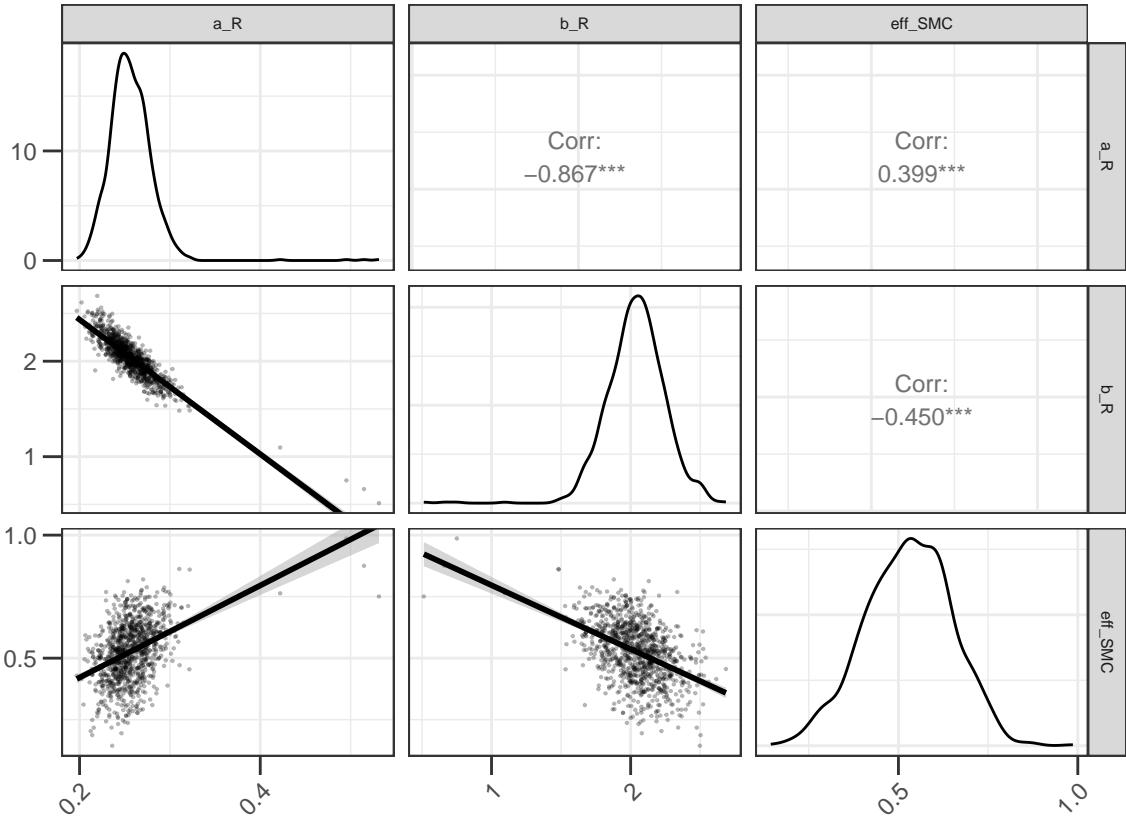 a_R
b_R
eff_SMC
10
0
Corr:
−0.867***
Corr:
0.399***
a_R
2
1
Corr:
−0.450***
b_R
1.0
0.5
eff_SMC
0.2
0.4
1
2
0.5
1.0